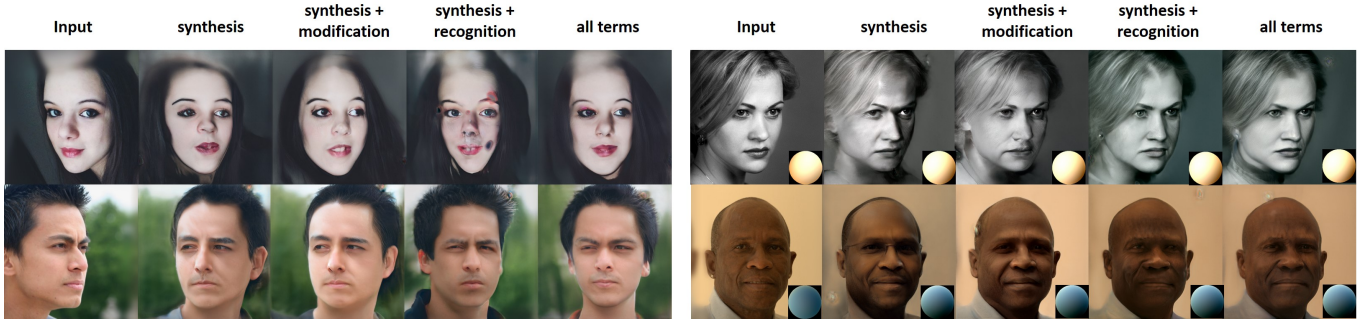 Input synthesis synthesis + modification synthesis + recognition all terms
Input synthesis synthesis + modification synthesis + recognition all terms